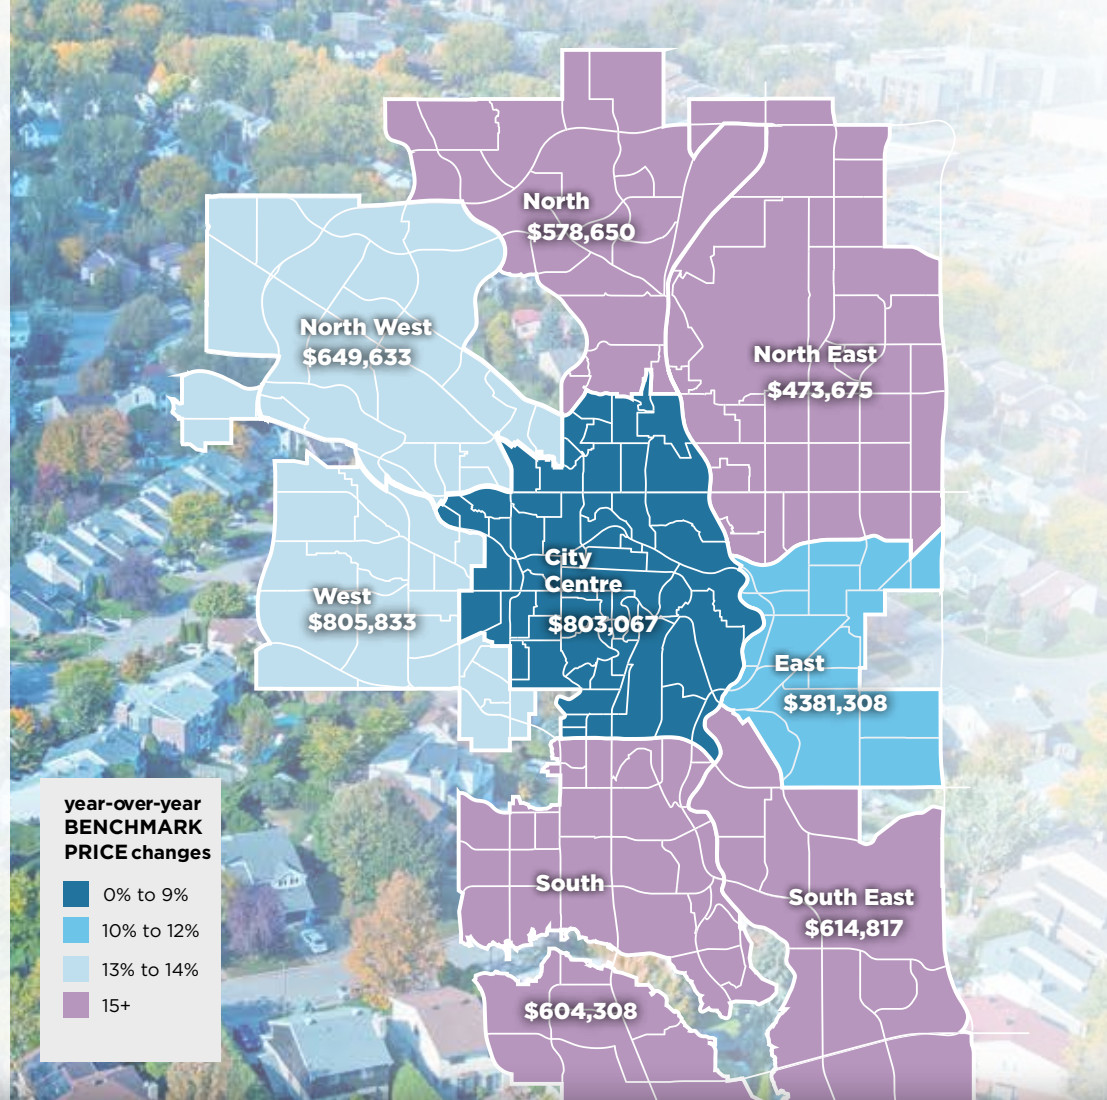 North
$578,650
North West
$649,633
North East
$473,675
City
Centre
$803,067
West
$805,833
East
$381,308
South
$604,308
South East
$614,817
year-over-year
BENCHMARK
PRICE changes
0% to 9%
10% to 12%
13% to 14%
15+